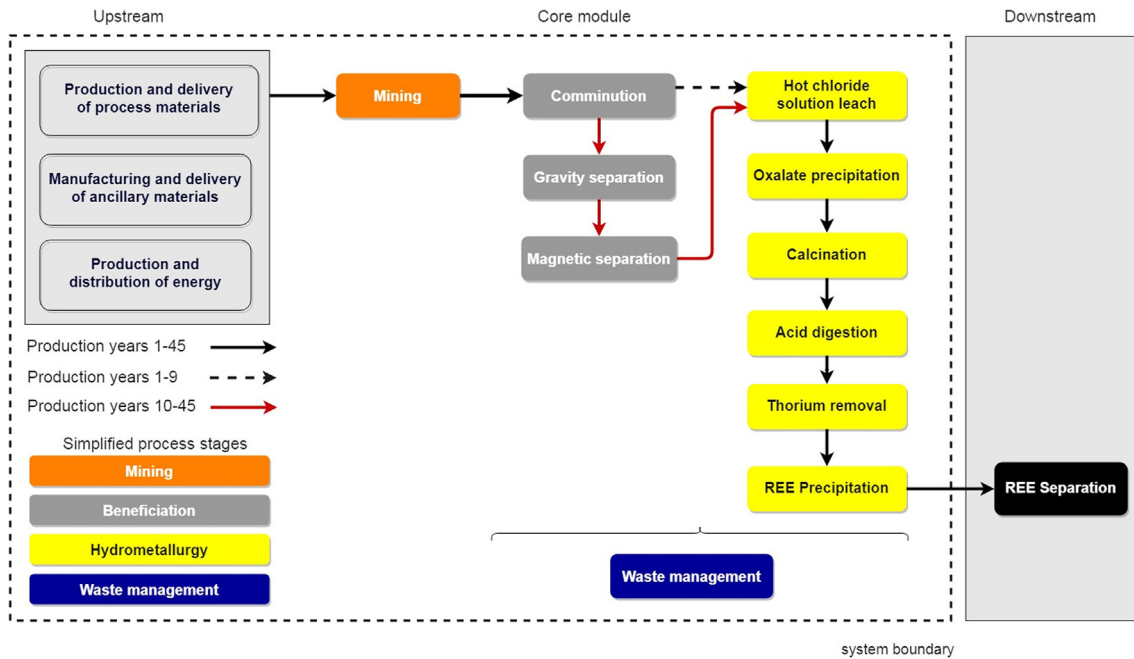 Upstream
Core module
Downstream
Production and delivery
of process materials
Manufacturing and delivery
of ancillary materials
Production and
distribution of energy
Mining
Comminution
Gravity separation
Magnetic separation
Hot chloride
solution leach
Oxalate precipitation
Calcination
Acid digestion
Thorium removal
REE Precipitation
REE Separation
Production years 1-45
Production years 1-9
Production years 10-45
Simplified process stages
Mining
Beneficiation
Hydrometallurgy
Waste management
Waste management
system boundary